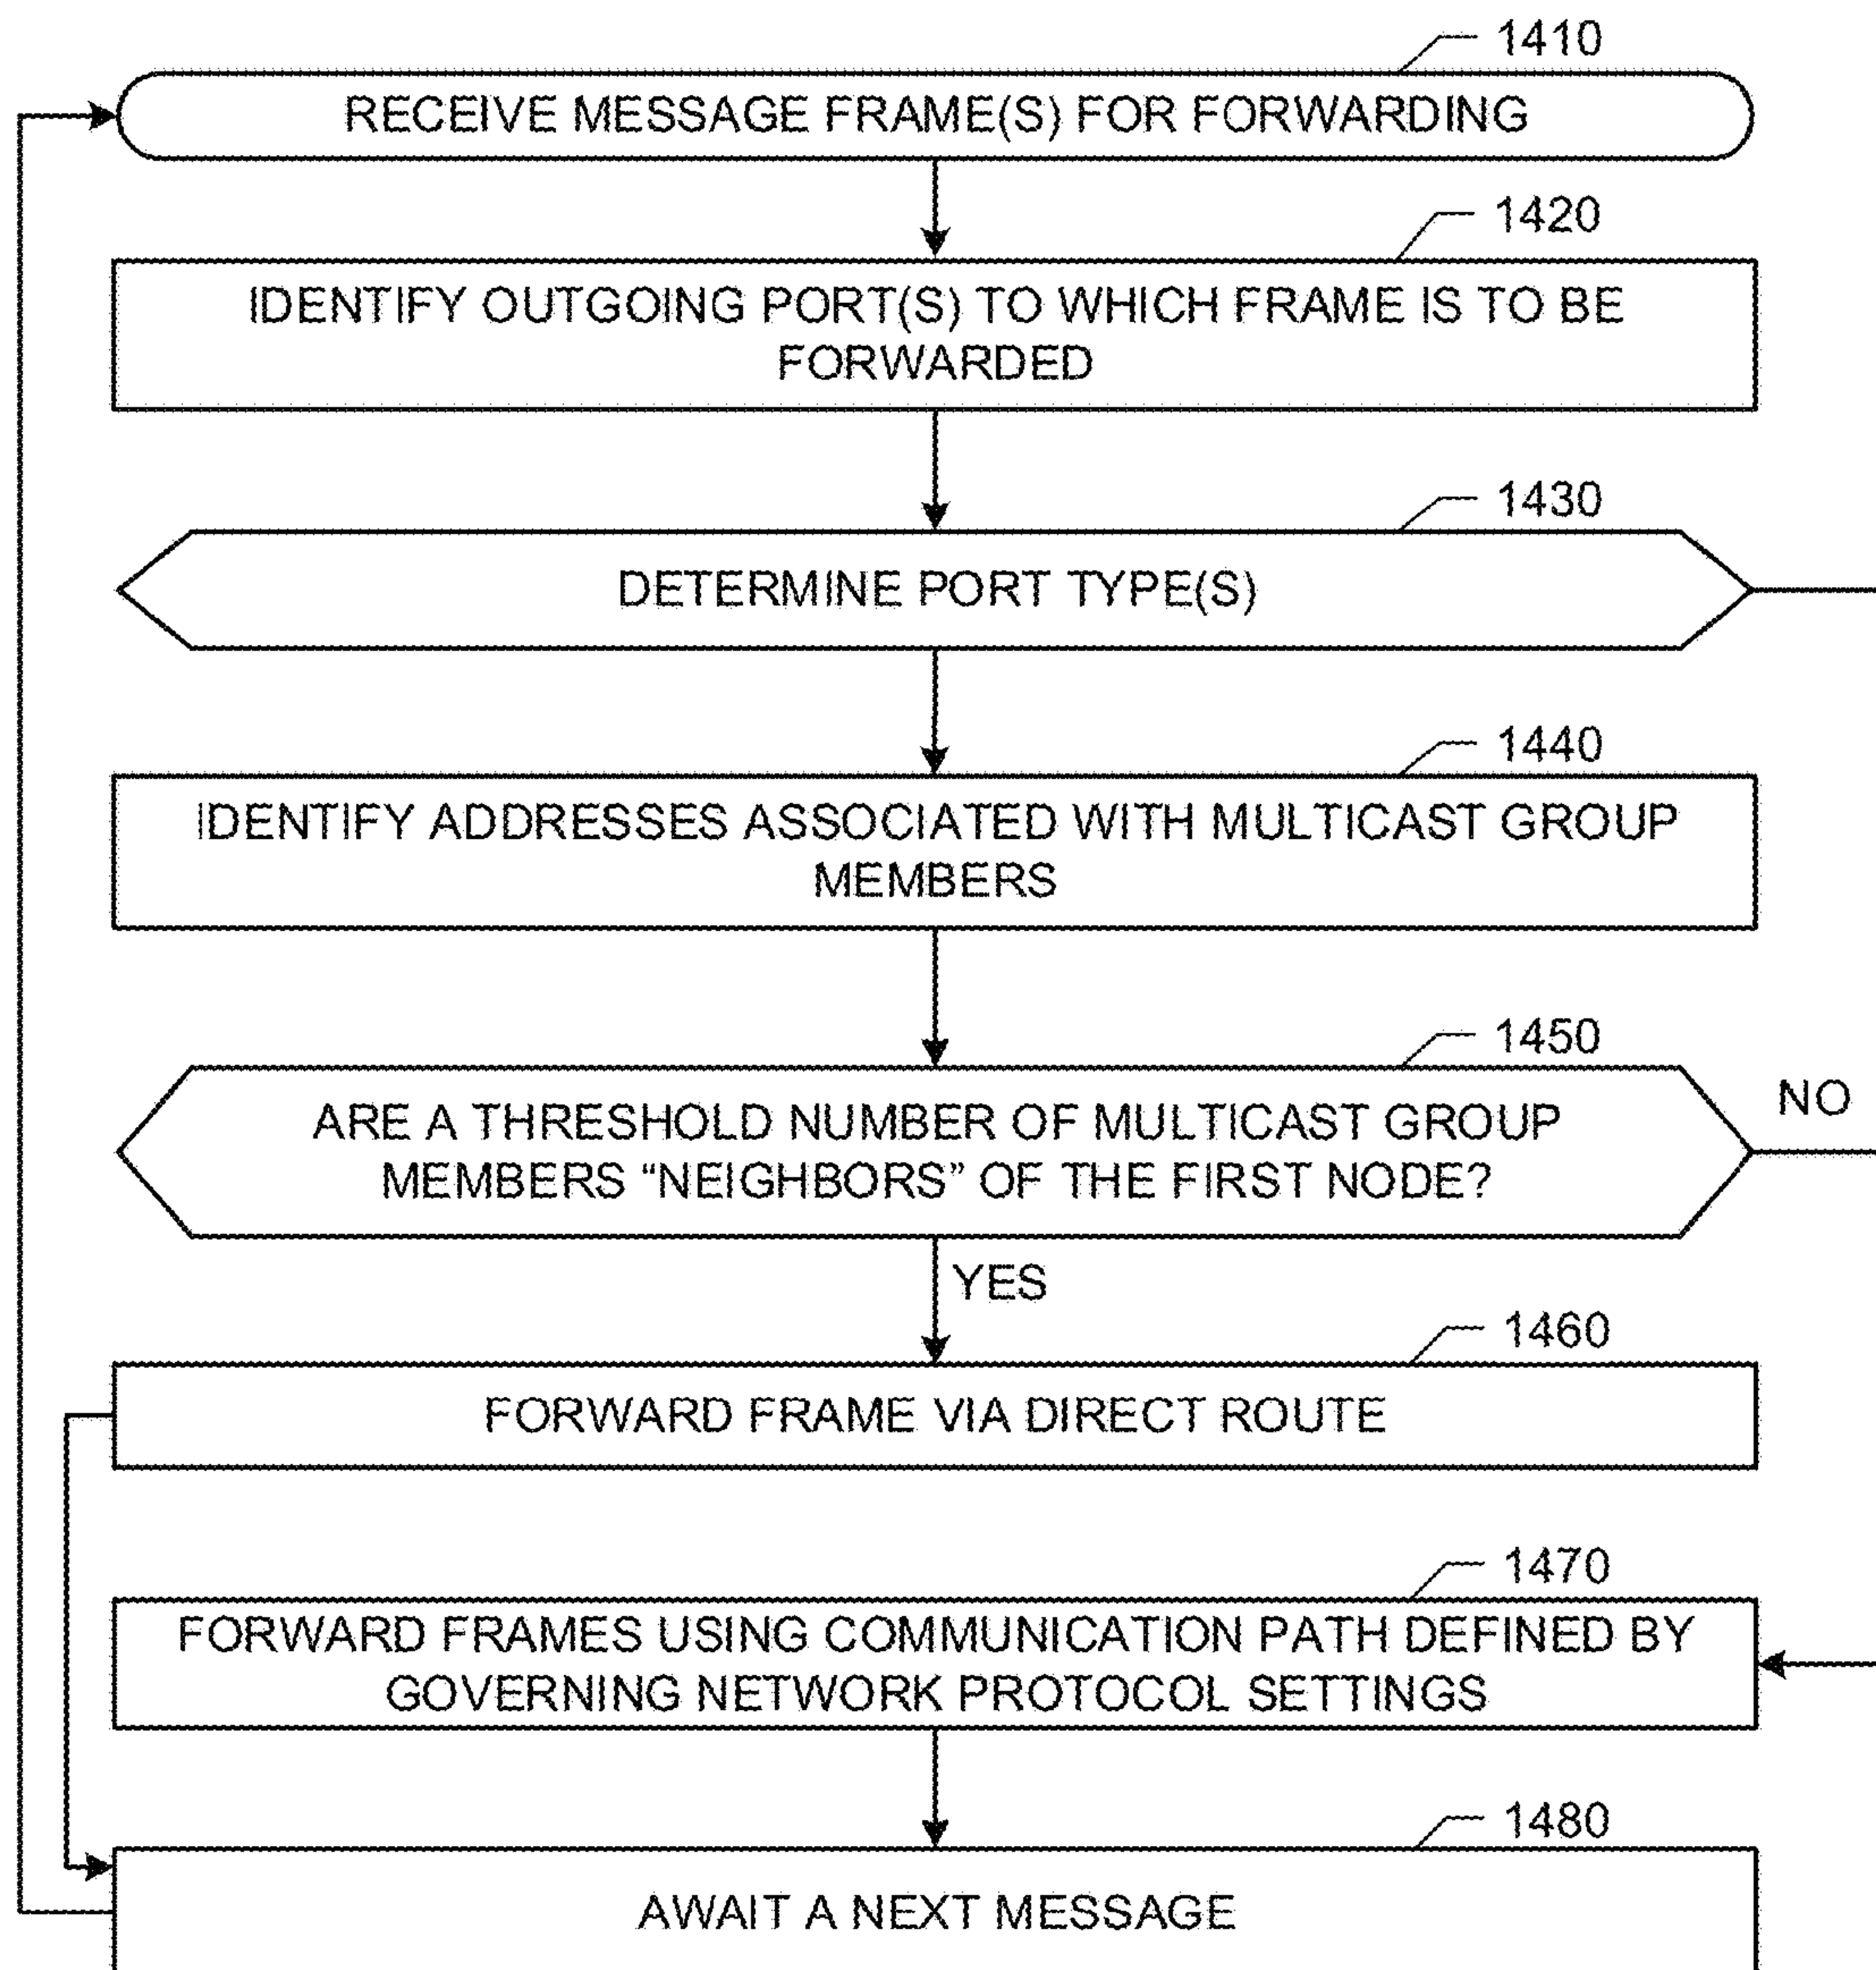 1410
RECEIVE MESSAGE FRAME(S) FOR FORWARDING
1420
IDENTIFY OUTGOING PORT(S) TO WHICH FRAME IS TO BE
FORWARDED
1430
DETERMINE PORT TYPE(S)
1440
IDENTIFY ADDRESSES ASSOCIATED WITH MULTICAST GROUP
MEMBERS
1450
ARE A THRESHOLD NUMBER OF MULTICAST GROUP
MEMBERS “NEIGHBORS” OF THE FIRST NODE?
NO
YES
1460
FORWARD FRAME VIA DIRECT ROUTE
1470
FORWARD FRAMES USING COMMUNICATION PATH DEFINED BY
GOVERNING NETWORK PROTOCOL SETTINGS
1480
AWAIT A NEXT MESSAGE